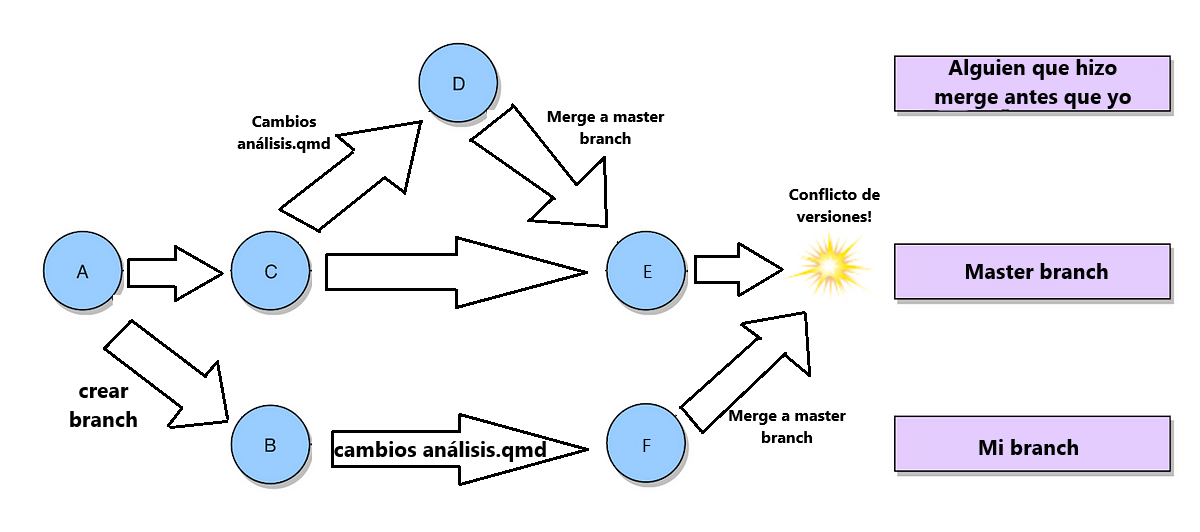 D
Alguien que hizo
merge antes que yo
Cambios
análisis.qmd
Merge a master
branch
Conflicto de
versiones!
A
C
E
Master branch
crear
branch
B
cambios análisis.qmd
F
Merge a master
branch
Mi branch